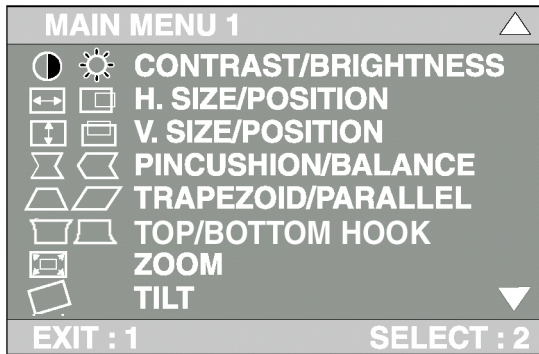 MAIN MENU 1
CONTRAST/BRIGHTNESS
H. SIZE/POSITION
V. SIZE/POSITION
PINCUSHION/BALANCE
TRAPEZOID/PARALLEL
TOP/BOTTOM HOOK
ZOOM
TILT
EXIT : 1 SELECT : 2